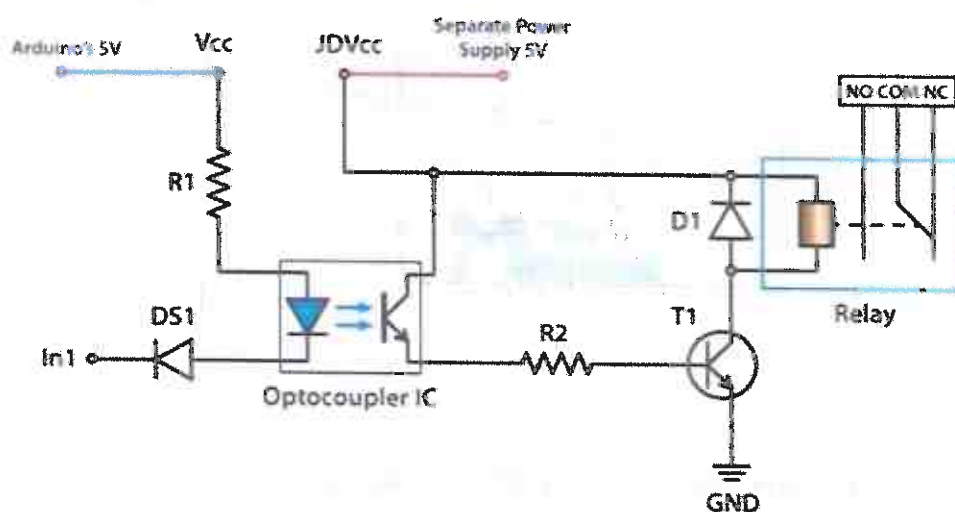 Arduino's 5V
Vcc
JDVcc
Separate Power
Supply 5V
NO COM NC
R1
D1
Relay
DS1
In1
Optocoupler IC
R2
T1
GND